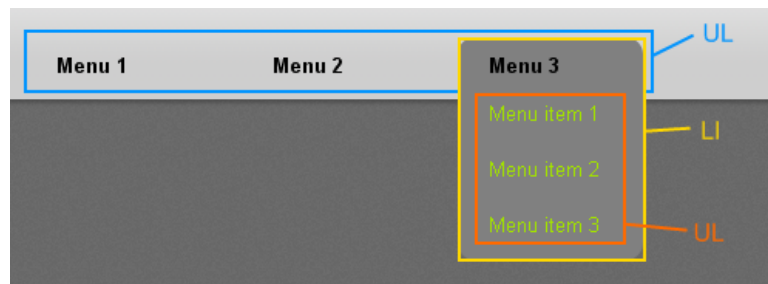 UL
Menu 1 Menu 2 Menu 3
Menu item 1
LI
Menu item 2
Menu item 3
UL